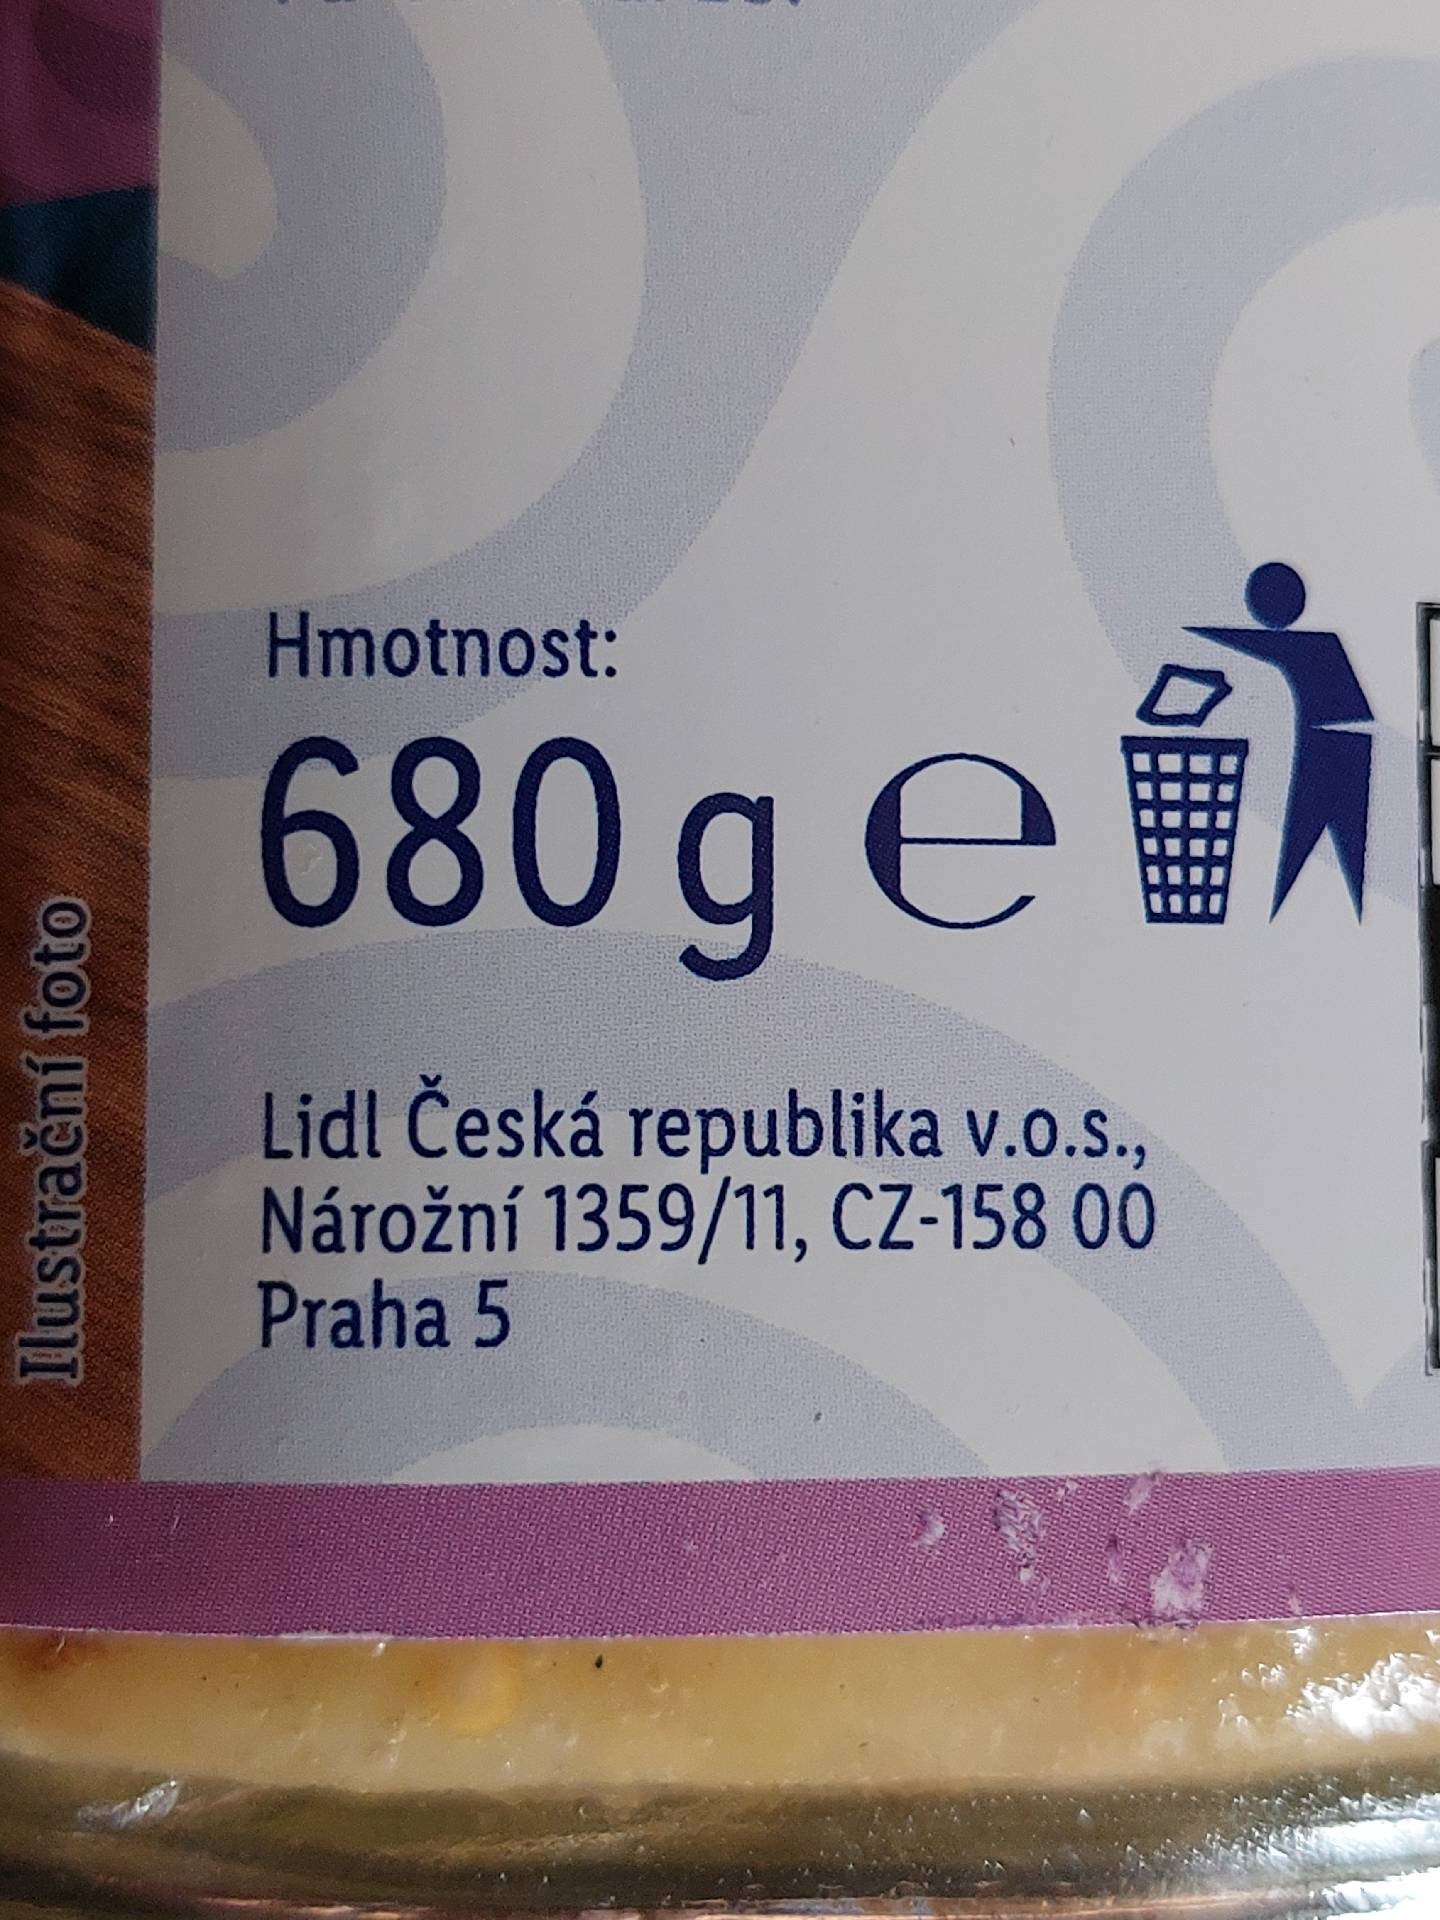 Hmotnost:
680 g e
Lidl Česká republika v.o.s.,
Nárožní 1359/11, CZ-158 00
Praha 5
Ilustrační foto